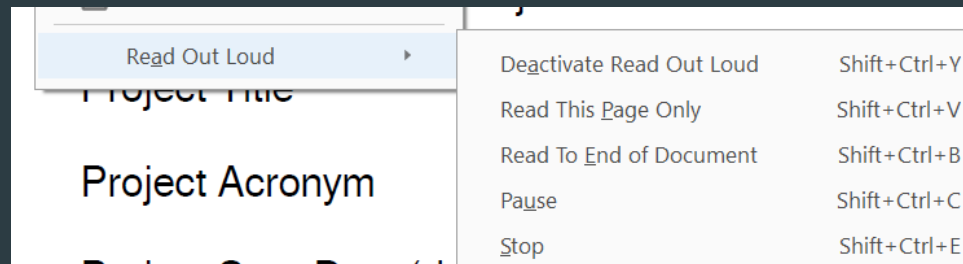 Read Out Loud
Deactivate Read Out Loud Shift+Ctrl+Y
Read This Page Only Shift+Ctrl+V
Read To End of Document Shift+Ctrl+B
Pause Shift+Ctrl+C
Stop Shift+Ctrl+E
Project Title
Project Acronym